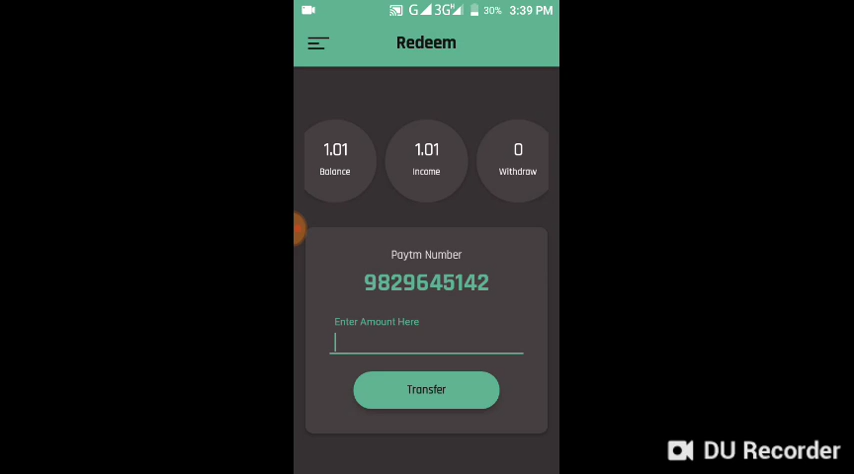 G 3G H 30% 3:39 PM
Redeem
1.01 1.01 0
Balance Income Withdraw
Paytm Number
9829645142
Enter Amount Here
Transfer
DU Recorder